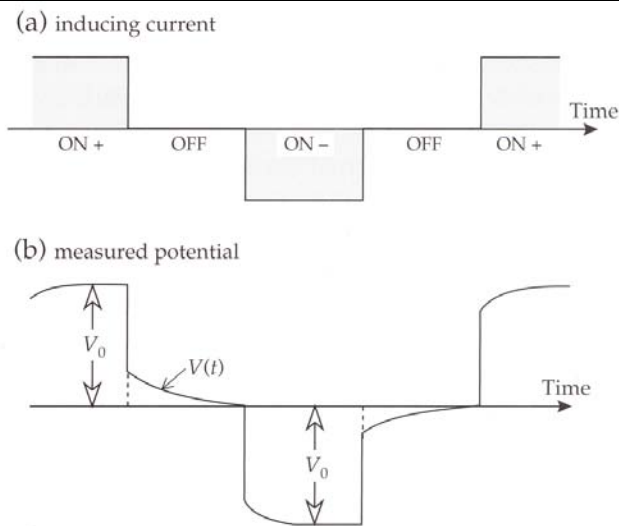 (a) inducing current
Time
ON + OFF ON – OFF ON +
(b) measured potential
V₀
V(t)
Time
V₀